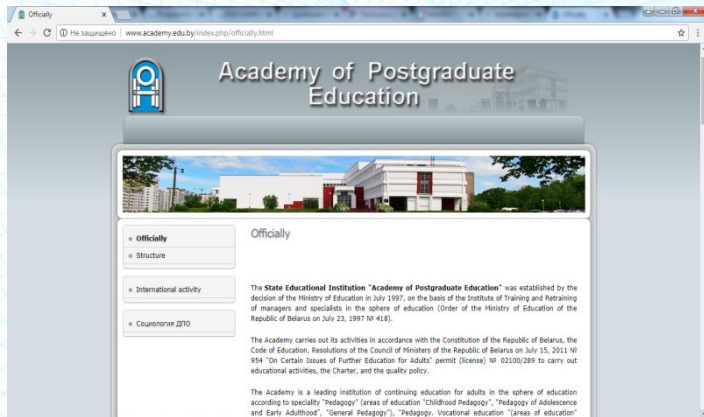 Officially
Не защищено | www.academy.edu.by/index.php/officially.html
Academy of Postgraduate
Education
Officially
Structure
International activity
Социология ДПО
Officially
The State Educational Institution "Academy of Postgraduate Education" was established by the
decision of the Ministry of Education in July 1997, on the basis of the Institute of Training and Retraining
of managers and specialists in the sphere of education (Order of the Ministry of Education of the
Republic of Belarus on July 23, 1997 № 418).
The Academy carries out its activities in accordance with the Constitution of the Republic of Belarus, the
Code of Education, Resolutions of the Council of Ministers of the Republic of Belarus on July 15, 2011 №
954 "On Certain Issues of Further Education for Adults" permit (license) № 02100/289 to carry out
educational activities, the Charter, and the quality policy.
The Academy is a leading institution of continuing education for adults in the sphere of education
according to speciality "Pedagogy" (areas of education "Childhood Pedagogy", "Pedagogy of Adolescence
and Early Adulthood", "General Pedagogy"), "Pedagogy. Vocational education "(areas of education"